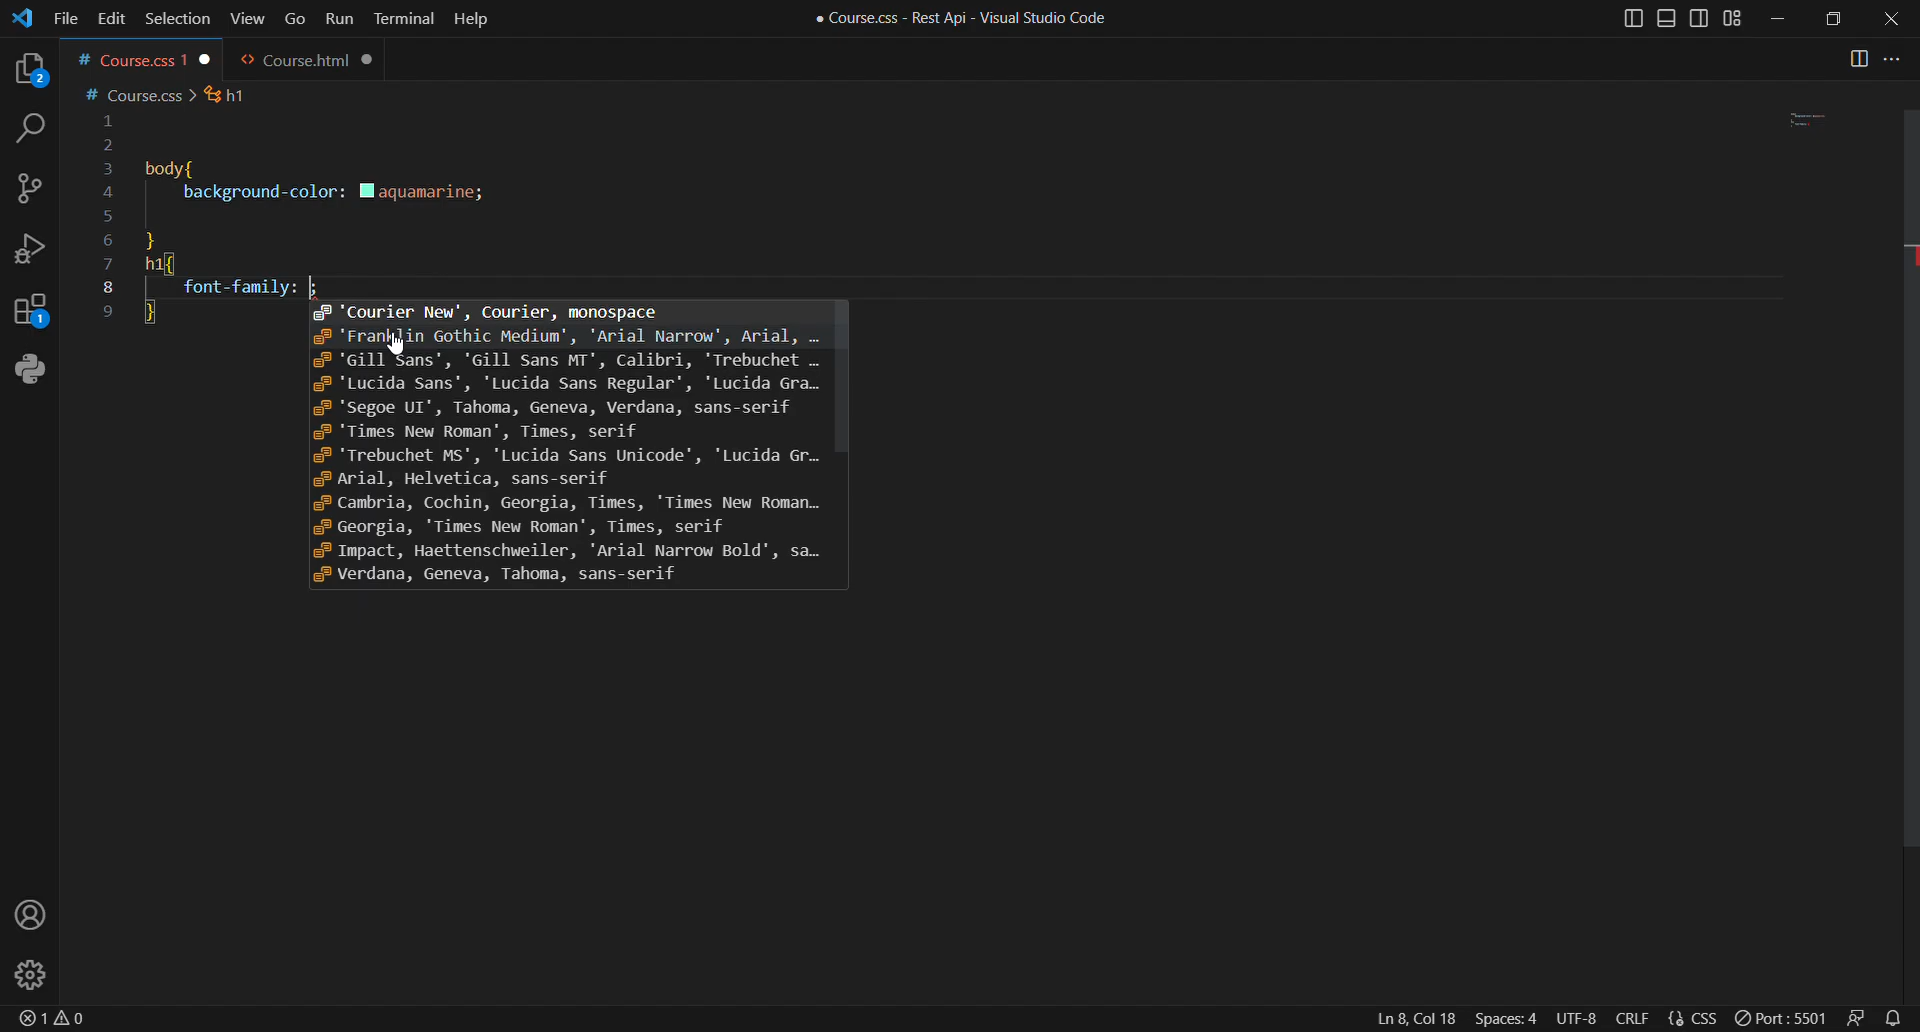 File Edit Selection View Go Run Terminal Help
● Course.css - Rest Api - Visual Studio Code
# Course.css 1 ●
<> Course.html ●
2
# Course.css > h1
1
2
3 body{
4 background-color: aquamarine;
5
6 }
7 h1{
8 font-family: ;
9 }
1
'Courier New', Courier, monospace
'Franklin Gothic Medium', 'Arial Narrow', Arial, …
'Gill Sans', 'Gill Sans MT', Calibri, 'Trebuchet …
'Lucida Sans', 'Lucida Sans Regular', 'Lucida Gra…
'Segoe UI', Tahoma, Geneva, Verdana, sans-serif
'Times New Roman', Times, serif
'Trebuchet MS', 'Lucida Sans Unicode', 'Lucida Gr…
Arial, Helvetica, sans-serif
Cambria, Cochin, Georgia, Times, 'Times New Roman…
Georgia, 'Times New Roman', Times, serif
Impact, Haettenschweiler, 'Arial Narrow Bold', sa…
Verdana, Geneva, Tahoma, sans-serif
1 0
Ln 8, Col 18 Spaces: 4 UTF-8 CRLF {} CSS Port : 5501